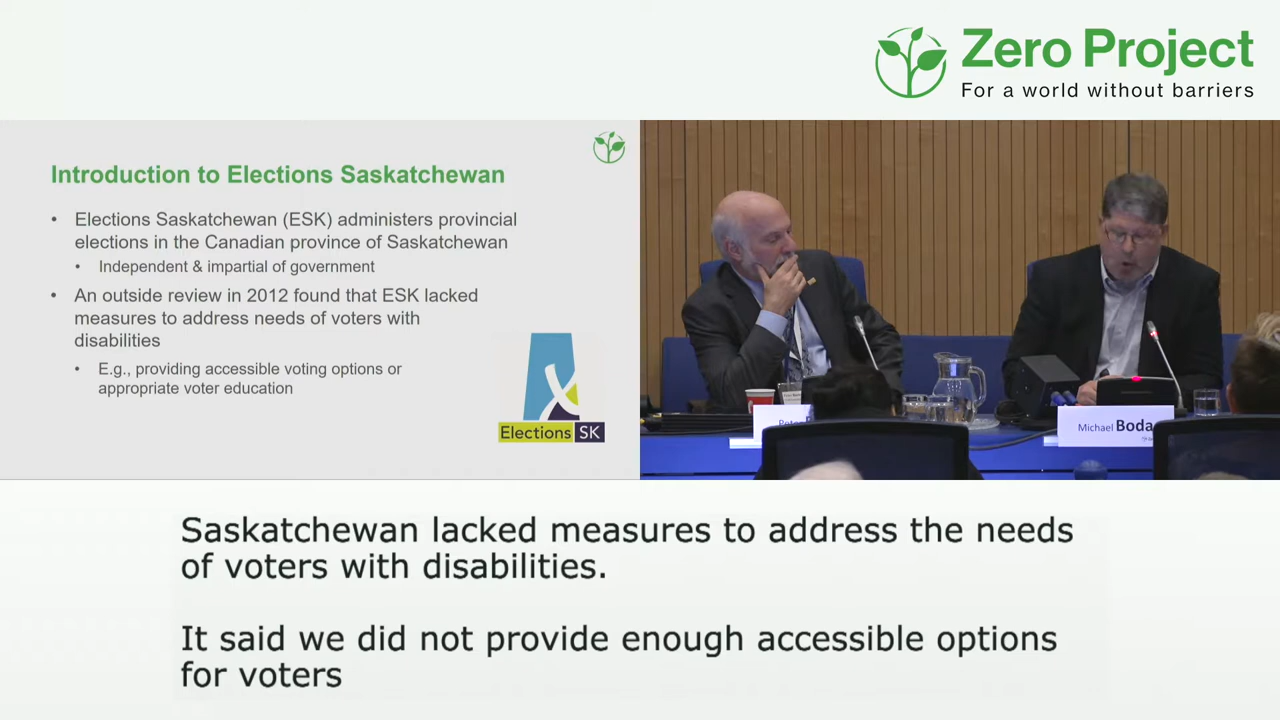 Zero Project
For a world without barriers
Introduction to Elections Saskatchewan
• Elections Saskatchewan (ESK) administers provincial
elections in the Canadian province of Saskatchewan
• Independent & impartial of government
• An outside review in 2012 found that ESK lacked
measures to address needs of voters with
disabilities
• E.g., providing accessible voting options or
appropriate voter education
Elections SK
Michael Boda
Saskatchewan lacked measures to address the needs
of voters with disabilities.
It said we did not provide enough accessible options
for voters